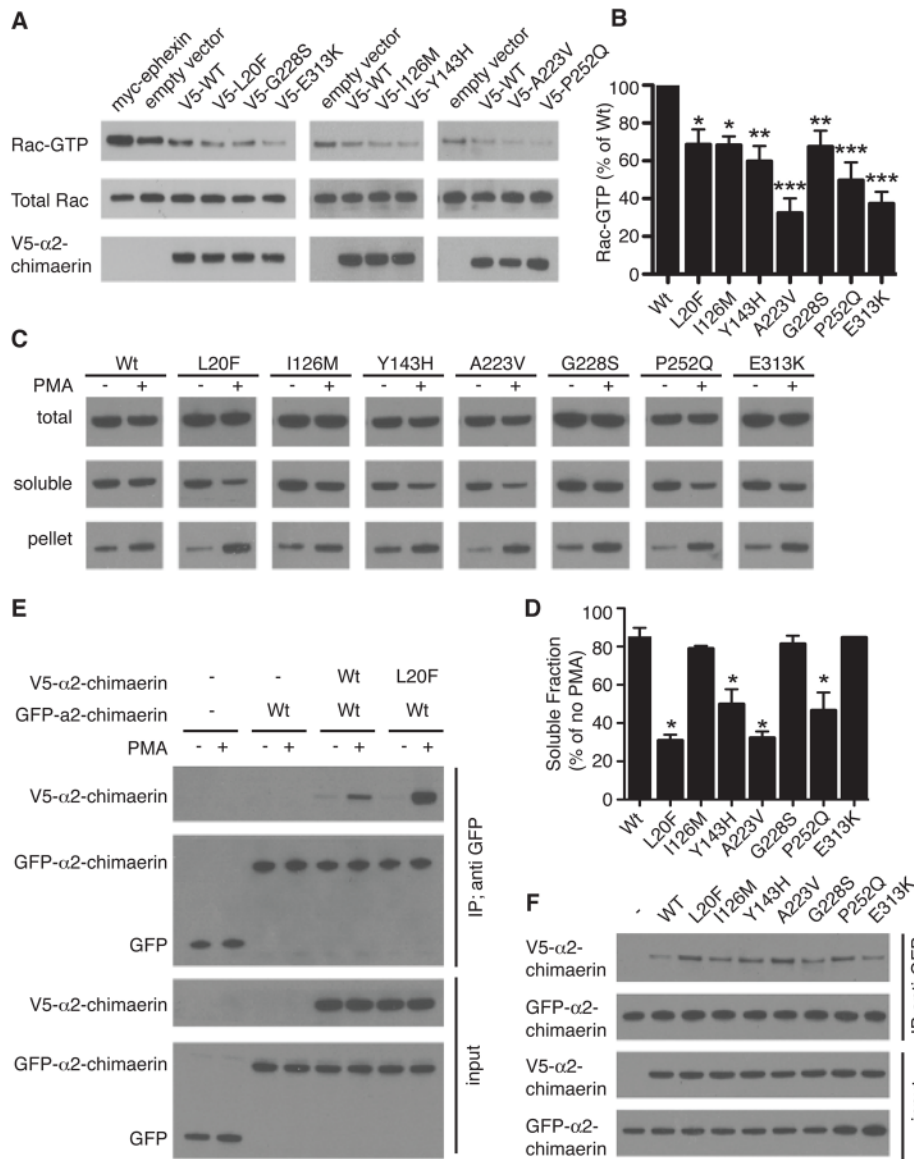 A
myc-ephexin
empty vector
V5-WT
V5-L20F
V5-G228S
V5-E313K
empty vector
V5-WT
V5-I126M
V5-Y143H
empty vector
V5-WT
V5-A223V
V5-P252Q
Rac-GTP
Total Rac
V5-α2-
chimaerin
B
Rac-GTP (% of Wt)
100
80
60
40
20
0
* * ** *** ** *** ***
Wt
L20F
I126M
Y143H
A223V
G228S
P252Q
E313K
C
Wt L20F I126M Y143H A223V G228S P252Q E313K
PMA - + - + - + - + - + - + - + - +
total
soluble
pellet
D
Soluble Fraction
(% of no PMA)
100
80
60
40
20
0
* * * *
Wt
L20F
I126M
Y143H
A223V
G228S
P252Q
E313K
E
V5-α2-chimaerin - - Wt L20F
GFP-a2-chimaerin - Wt Wt Wt
PMA - + - + - + - +
V5-α2-chimaerin
GFP-α2-chimaerin
GFP
IP; anti GFP
V5-α2-chimaerin
GFP-α2-chimaerin
GFP
input
F
- WT L20F I126M Y143H A223V G228S P252Q E313K
V5-α2-
chimaerin
GFP-α2-
chimaerin
V5-α2-
chimaerin
GFP-α2-
chimaerin